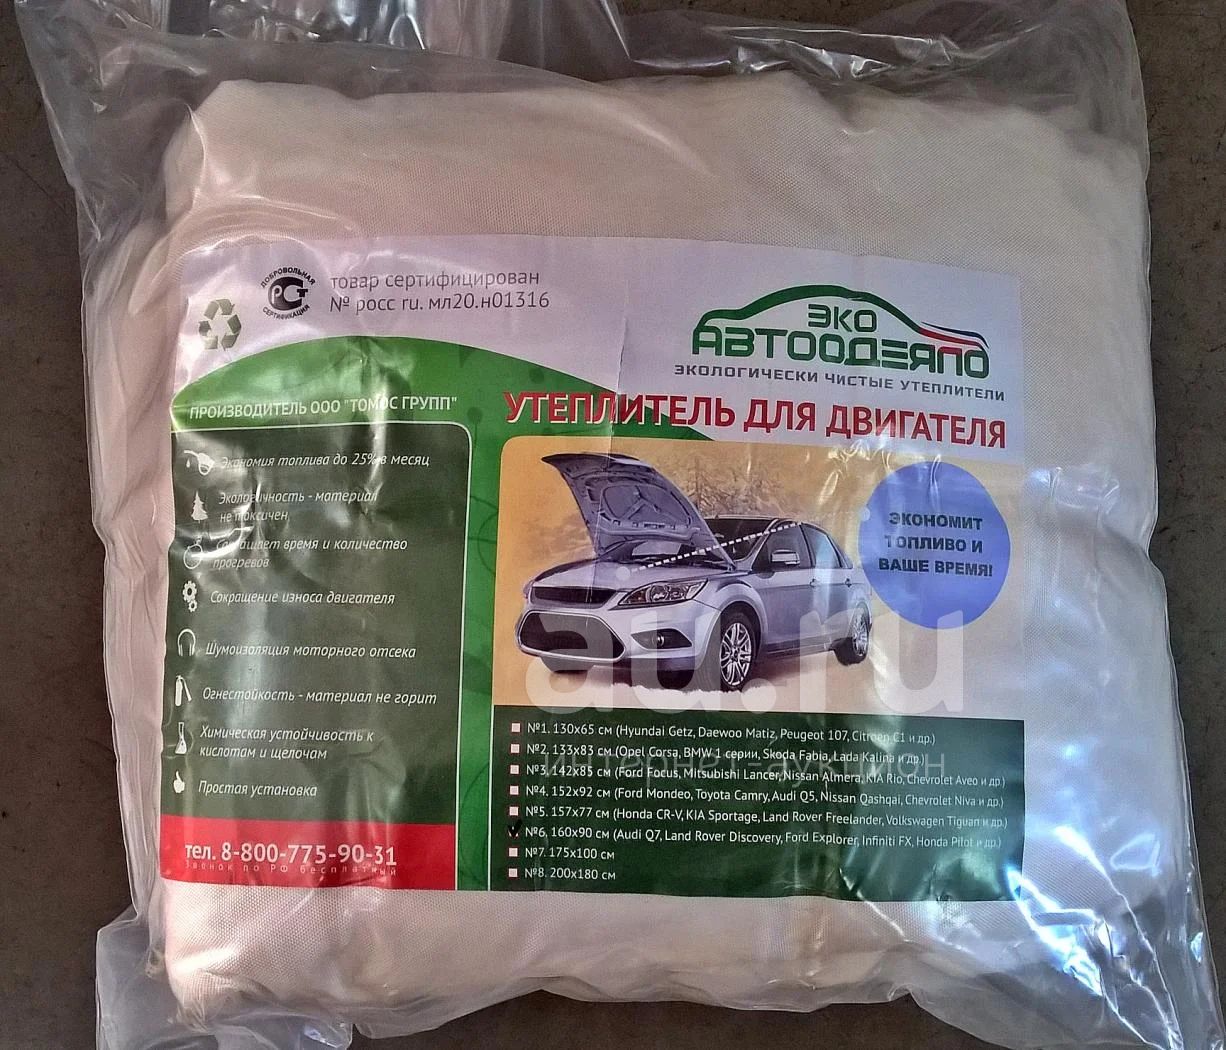 ДОБРОВОЛЬНАЯ
РСТ
СЕРТИФИКАЦИЯ
товар сертифицирован
№ росс ru. мл20.н01316
ЭКО
АВТООДЕЯЛО
ЭКОЛОГИЧЕСКИ ЧИСТЫЕ УТЕПЛИТЕЛИ
ПРОИЗВОДИТЕЛЬ ООО "ТОМОС ГРУПП"
УТЕПЛИТЕЛЬ ДЛЯ ДВИГАТЕЛЯ
Экономия топлива до 25% в месяц
Экологичность - материал
не токсичен
Сокращает время и количество
прогревов
Сокращение износа двигателя
Шумоизоляция моторного отсека
Огнестойкость - материал не горит
Химическая устойчивость к
кислотам и щелочам
Простая установка
тел. 8-800-775-90-31
Звонок по РФ бесплатный
ЭКОНОМИТ
ТОПЛИВО И
ВАШЕ ВРЕМЯ!
№1. 130х65 см (Hyundai Getz, Daewoo Matiz, Peugeot 107, Citroen C1 и др.)
№2. 133х83 см (Opel Corsa, BMW 1 серии, Skoda Fabia, Lada Kalina и др.)
№3. 142х85 см (Ford Focus, Mitsubishi Lancer, Nissan Almera, KIA Rio, Chevrolet Aveo и др.)
№4. 152х92 см (Ford Mondeo, Toyota Camry, Audi Q5, Nissan Qashqai, Chevrolet Niva и др.)
№5. 157х77 см (Honda CR-V, KIA Sportage, Land Rover Freelander, Volkswagen Tiguan и др.)
№6, 160х90 см (Audi Q7, Land Rover Discovery, Ford Explorer, Infiniti FX, Honda Pilot и др.)
№7. 175х100 см
№8. 200х180 см
au.ru
интернет-аукцион